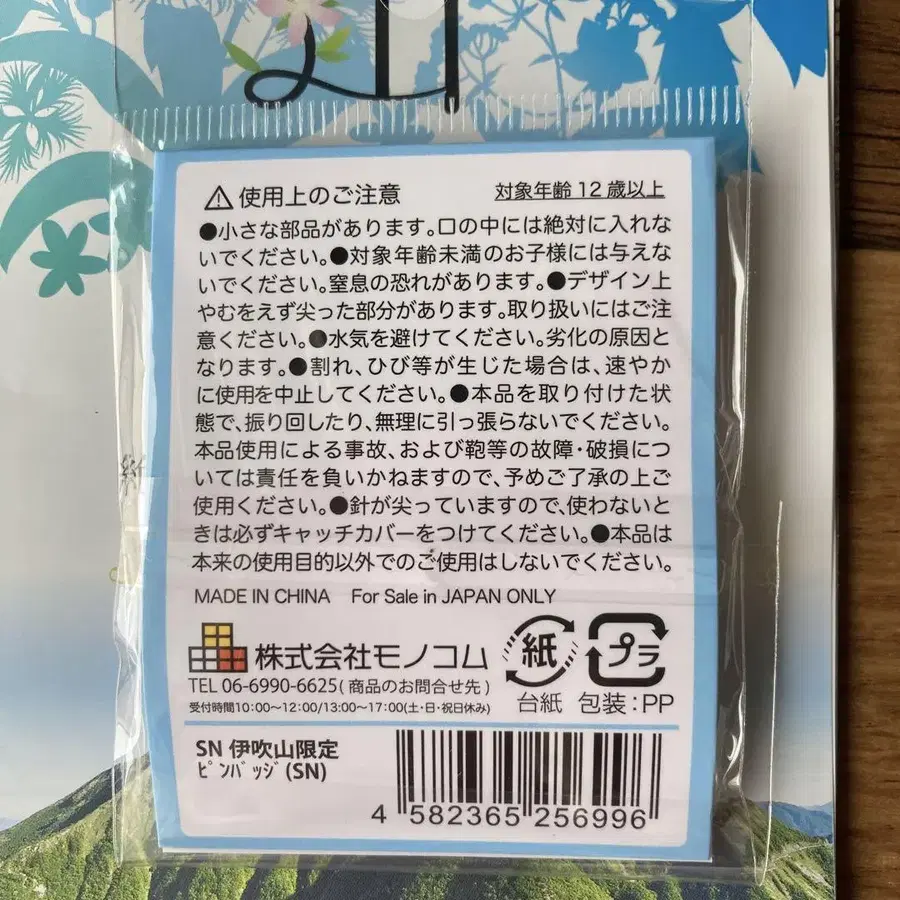 ⚠使用上のご注意 対象年齢12歳以上
●小さな部品があります。口の中には絶対に入れな
いでください。●対象年齢未満のお子様には与えな
いでください。窒息の恐れがあります。●デザイン上
やむをえず尖った部分があります。取り扱いにはご注
意ください。●水気を避けてください。劣化の原因と
なります。●割れ、ひび等が生じた場合は、速やか
に使用を中止してください。●本品を取り付けた状
態で、振り回したり、無理に引っ張らないでください。
本品使用による事故、および鞄等の故障・破損につ
いては責任を負いかねますので、予めご了承の上ご
使用ください。●針が尖っていますので、使わないと
きは必ずキャッチカバーをつけてください。●本品は
本来の使用目的以外でのご使用はしないでください。
MADE IN CHINA For Sale in JAPAN ONLY
株式会社モノコム
TEL 06-6990-6625(商品のお問合せ先)
受付時間10:00〜12:00/13:00〜17:00(土・日・祝日休み)
紙 プラ
台紙 包装:PP
SN 伊吹山限定
ﾋﾟﾝﾊﾞｯｼﾞ(SN)
4 582365 256996